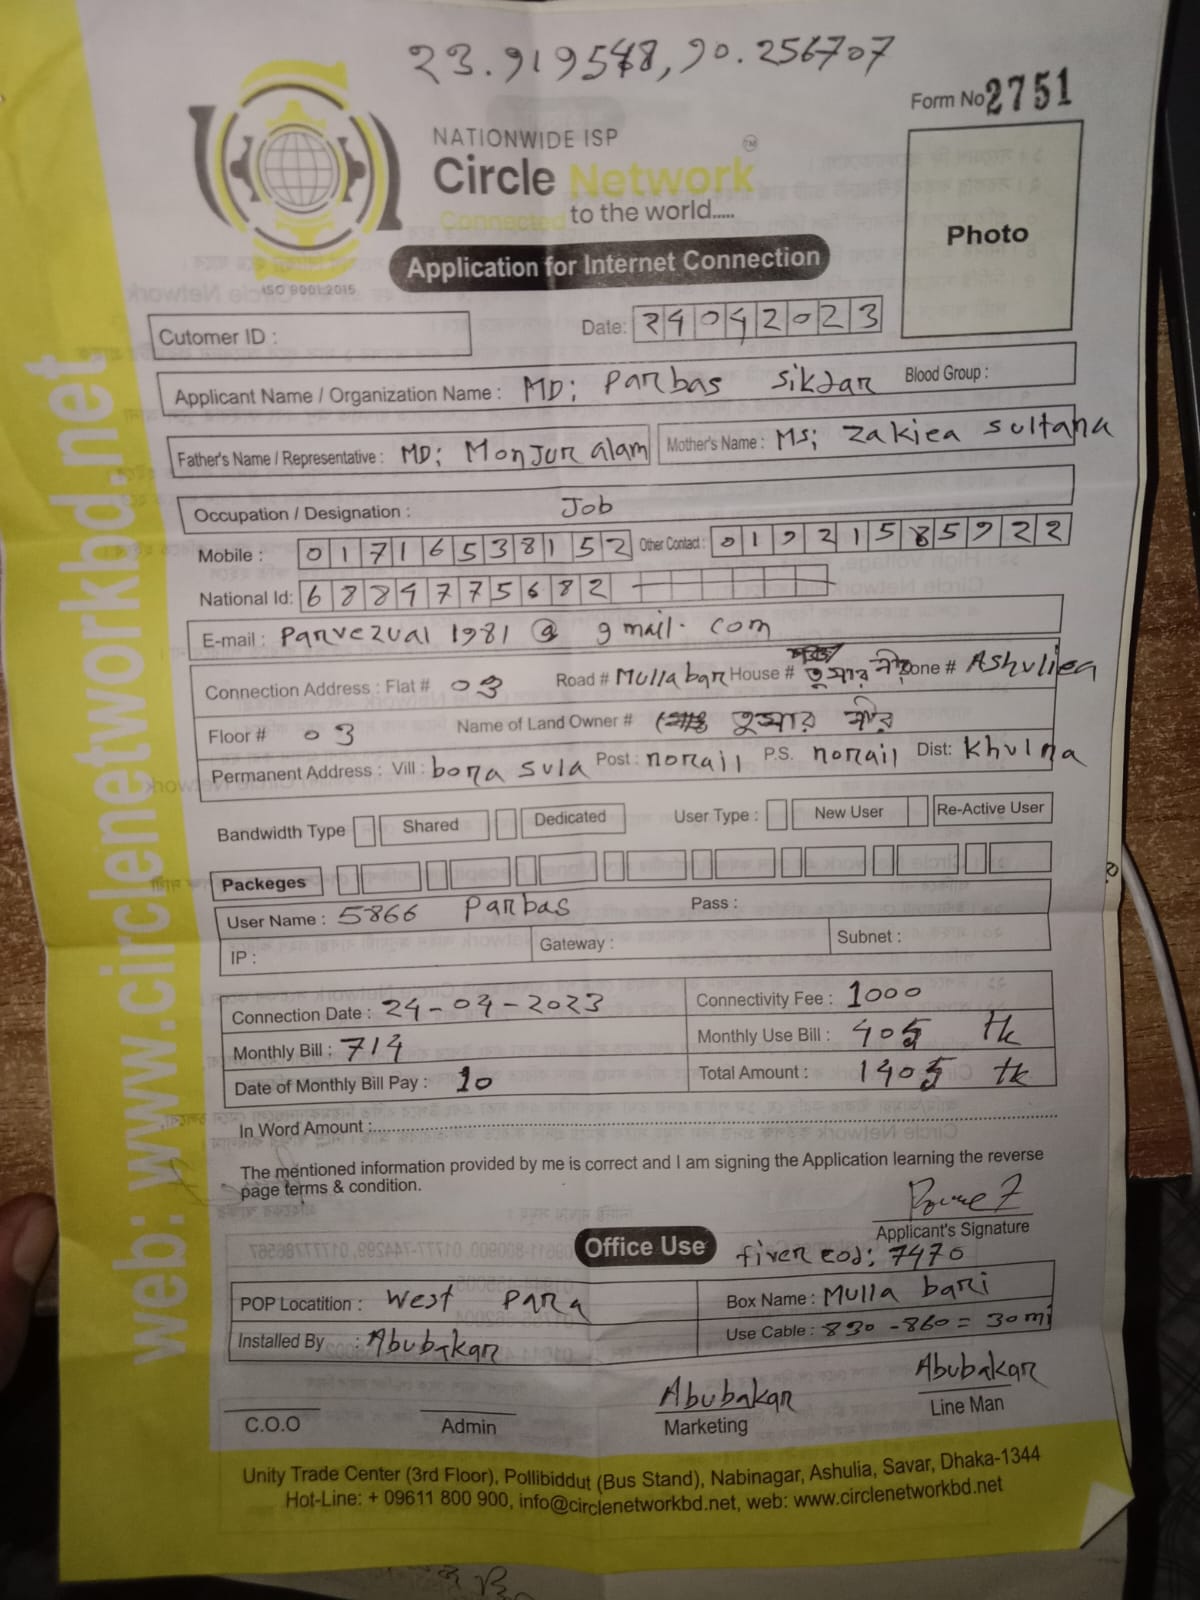 23.919548, 90.256707
Form No 2751
NATIONWIDE ISP
Circle Network TM
Connected to the world.....
ISO 9001:2015
Application for Internet Connection
Photo
Cutomer ID :
Date: 24042023
Applicant Name / Organization Name : MD; Parbas Sikdar Blood Group :
Father's Name / Representative : MD; Monjur alam Mother's Name : MS; Zakiea Sultana
Occupation / Designation : Job
Mobile : 01716538152 Other Contact : 01921585922
National Id: 6884775682
E-mail : Parvezual 1981 @ gmail. com
Connection Address : Flat # 03 Road # Mullabari House # তুসার নীর Zone # Ashuliea
Floor # 03 Name of Land Owner # তুসার নীর
Permanent Address : Vill : bora sula Post : norail P.S. norail Dist: Khulna
Bandwidth Type Shared Dedicated User Type : New User Re-Active User
Packeges
User Name : 5866 Parbas Pass :
IP : Gateway : Subnet :
Connection Date : 24-04-2023 Connectivity Fee : 1000
Monthly Bill : 714 Monthly Use Bill : 405 tk
Date of Monthly Bill Pay : 10 Total Amount : 1405 tk
In Word Amount :
The mentioned information provided by me is correct and I am signing the Application learning the reverse
page terms & condition.
Applicant's Signature
Office Use fiver cod: 7470
POP Locatition : West Para Box Name : Mulla bari
Installed By : Abubakar Use Cable : 830 - 860 = 30 mi
Abubakar Abubakar
C.O.O Admin Marketing Line Man
Unity Trade Center (3rd Floor), Pollibiddut (Bus Stand), Nabinagar, Ashulia, Savar, Dhaka-1344
Hot-Line: + 09611 800 900, info@circlenetworkbd.net, web: www.circlenetworkbd.net
web: www.circlenetworkbd.net